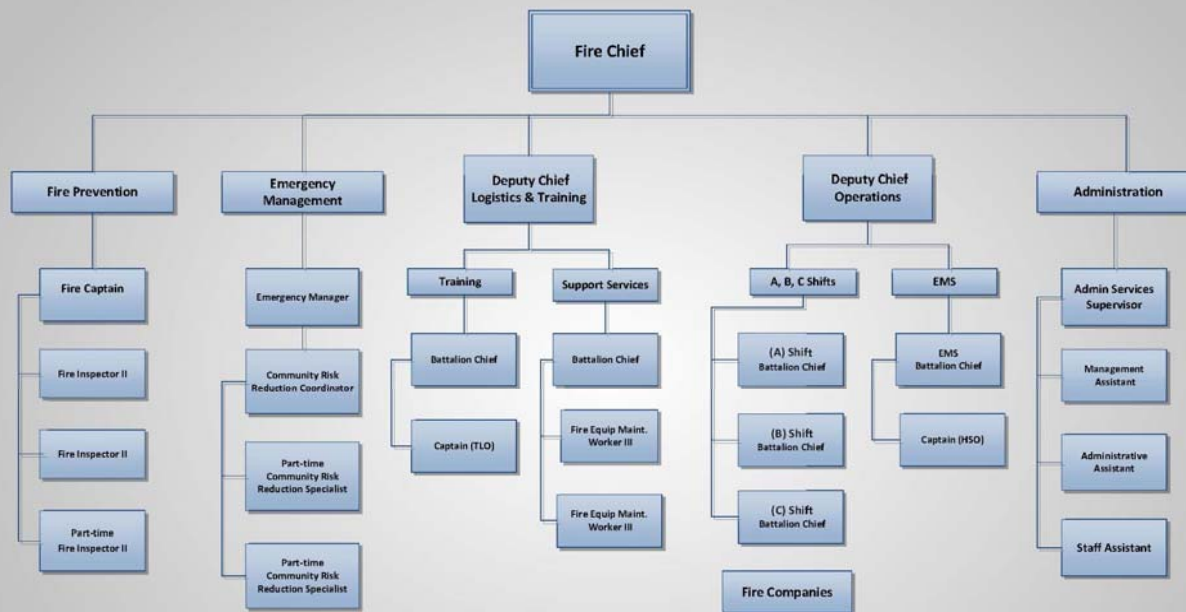 Fire Chief
Fire Prevention
Emergency
Management
Deputy Chief
Logistics & Training
Deputy Chief
Operations
Administration
Fire Captain
Fire Inspector II
Fire Inspector II
Part-time
Fire Inspector II
Emergency Manager
Community Risk
Reduction Coordinator
Part-time
Community Risk
Reduction Specialist
Part-time
Community Risk
Reduction Specialist
Training
Battalion Chief
Captain (TLO)
Support Services
Battalion Chief
Fire Equip Maint.
Worker III
Fire Equip Maint.
Worker III
A, B, C Shifts
(A) Shift
Battalion Chief
(B) Shift
Battalion Chief
(C) Shift
Battalion Chief
Fire Companies
EMS
EMS
Battalion Chief
Captain (HSO)
Admin Services
Supervisor
Management
Assistant
Administrative
Assistant
Staff Assistant